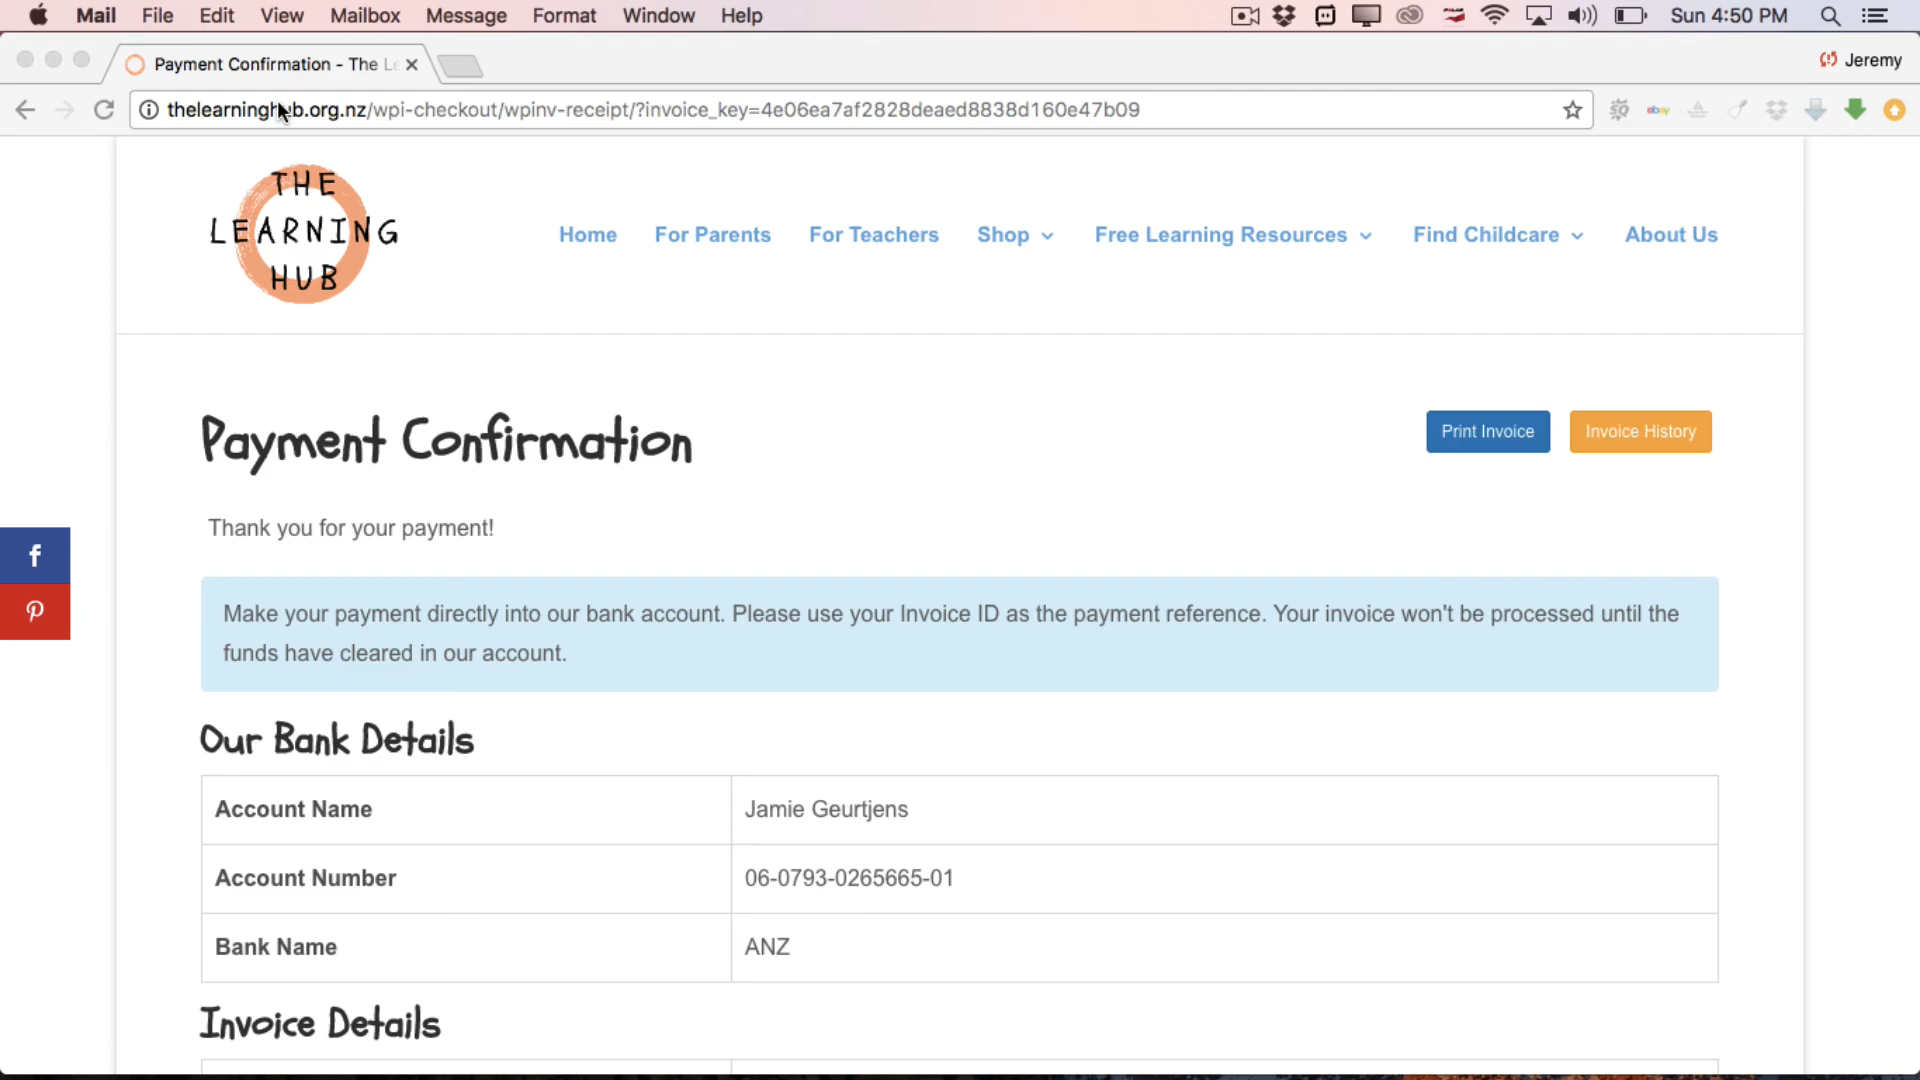 Mail File Edit View Mailbox Message Format Window Help Sun 4:50 PM
Payment Confirmation - The Le Jeremy
thelearninghub.org.nz/wpi-checkout/wpinv-receipt/?invoice_key=4e06ea7af2828deaed8838d160e47b09
ebay
THE
LEARNING
HUB
Home For Parents For Teachers Shop Free Learning Resources Find Childcare About Us
Payment Confirmation
Print Invoice Invoice History
Thank you for your payment!
Make your payment directly into our bank account. Please use your Invoice ID as the payment reference. Your invoice won't be processed until the
funds have cleared in our account.
Our Bank Details
Account Name Jamie Geurtjens
Account Number 06-0793-0265665-01
Bank Name ANZ
Invoice Details